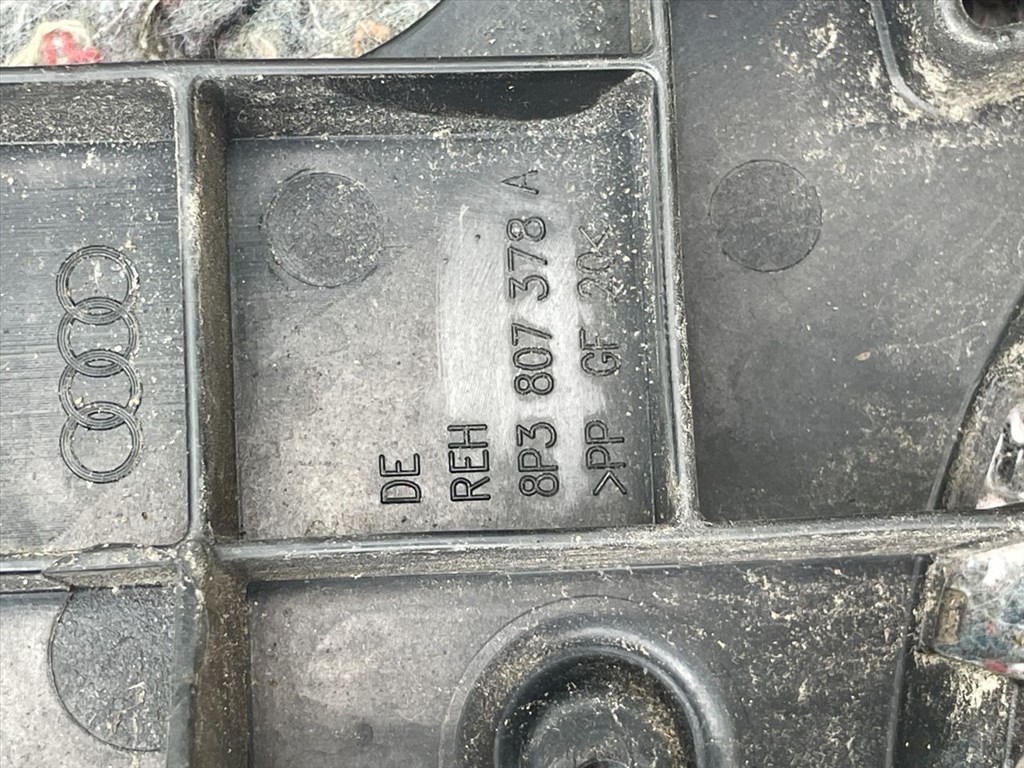 DE
REH
8P3 807 378 A
>PP GF 20<